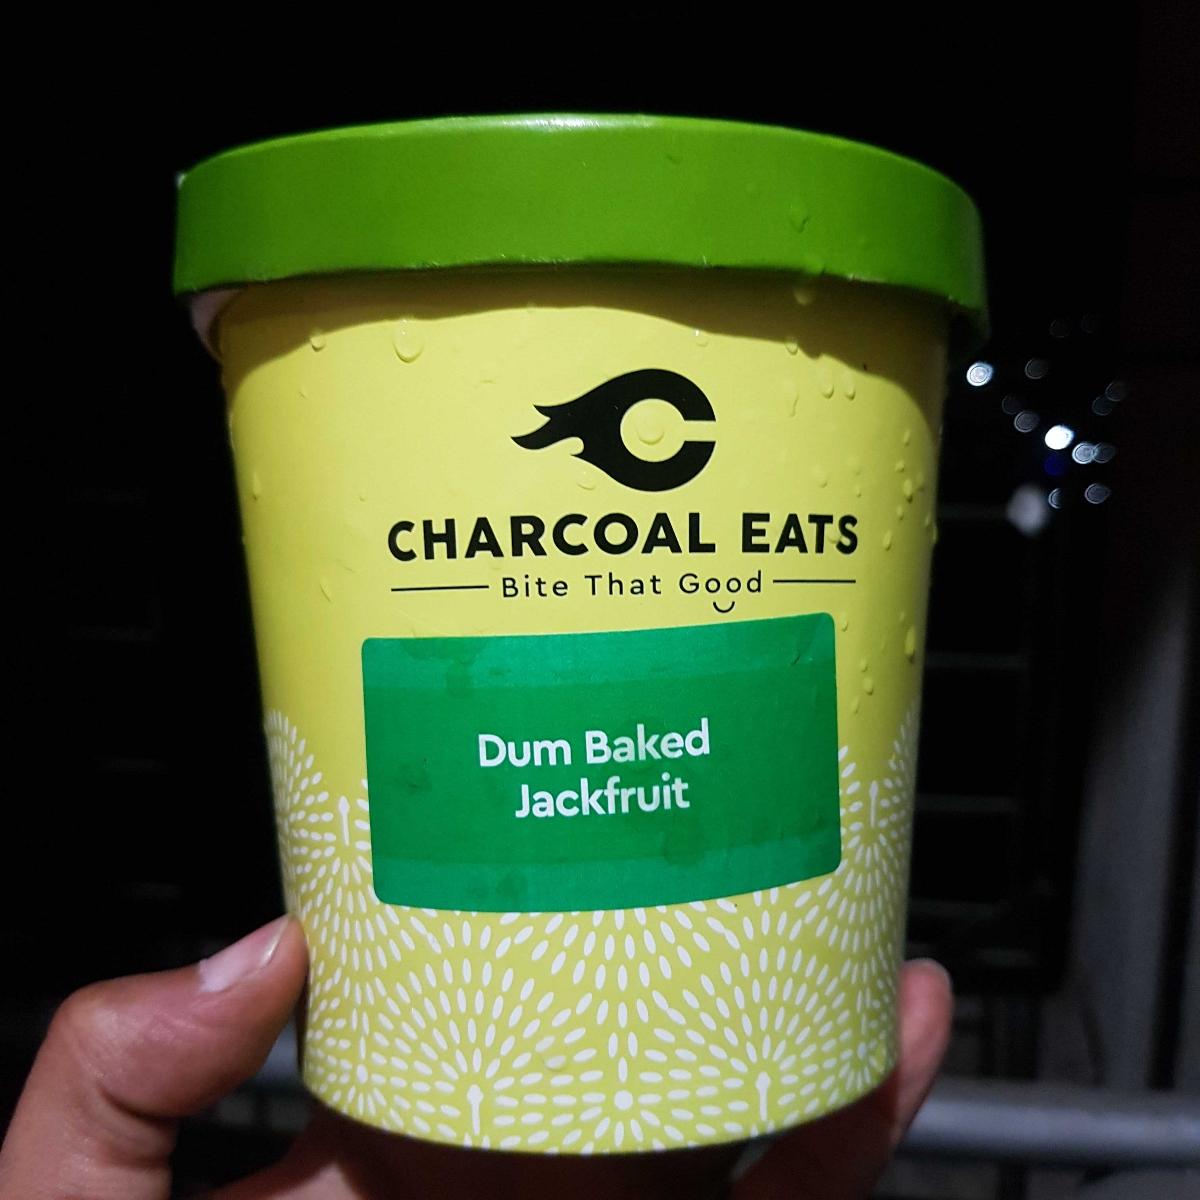 CHARCOAL EATS
Bite That Good
Dum Baked
Jackfruit